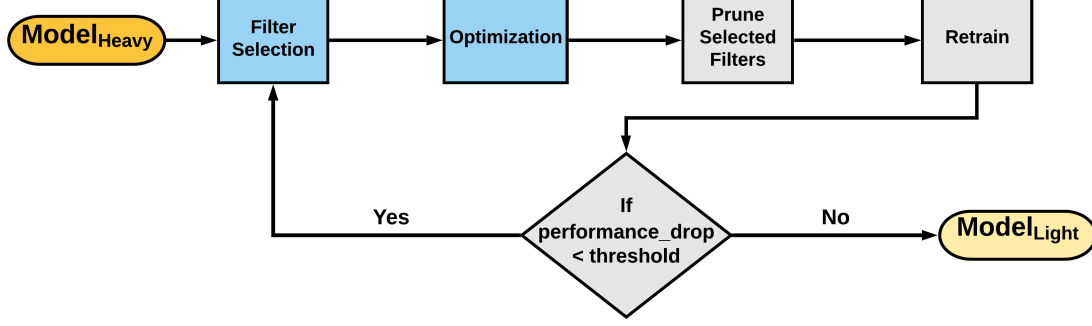 Model_Heavy
Filter
Selection
Optimization
Prune
Selected
Filters
Retrain
If
performance_drop
< threshold
Yes
No
Model_Light